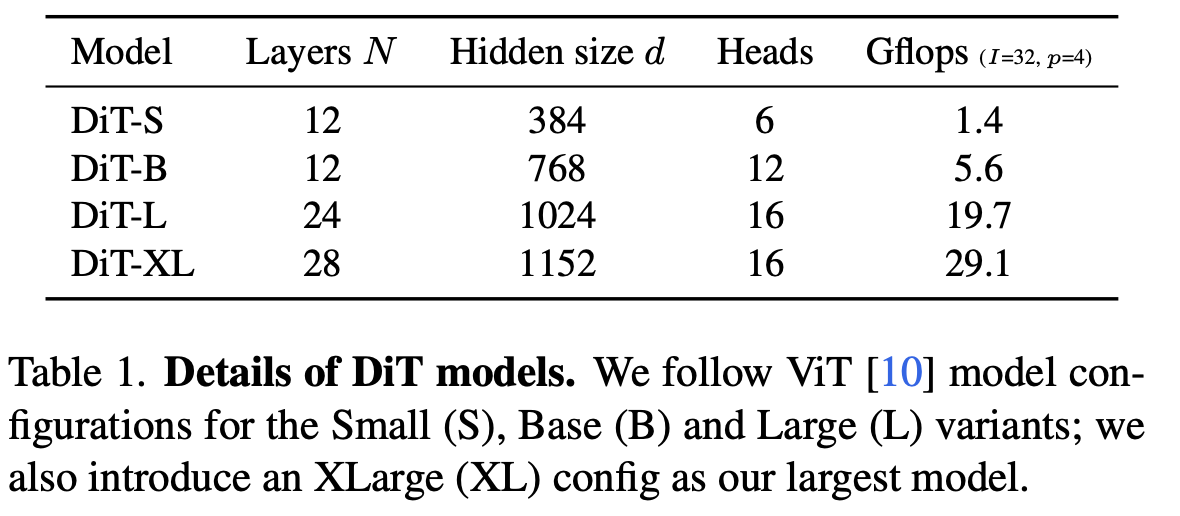 Model Layers N Hidden size d Heads Gflops (I=32, p=4)
DiT-S 12 384 6 1.4
DiT-B 12 768 12 5.6
DiT-L 24 1024 16 19.7
DiT-XL 28 1152 16 29.1
Table 1. Details of DiT models. We follow ViT [10] model con-
figurations for the Small (S), Base (B) and Large (L) variants; we
also introduce an XLarge (XL) config as our largest model.